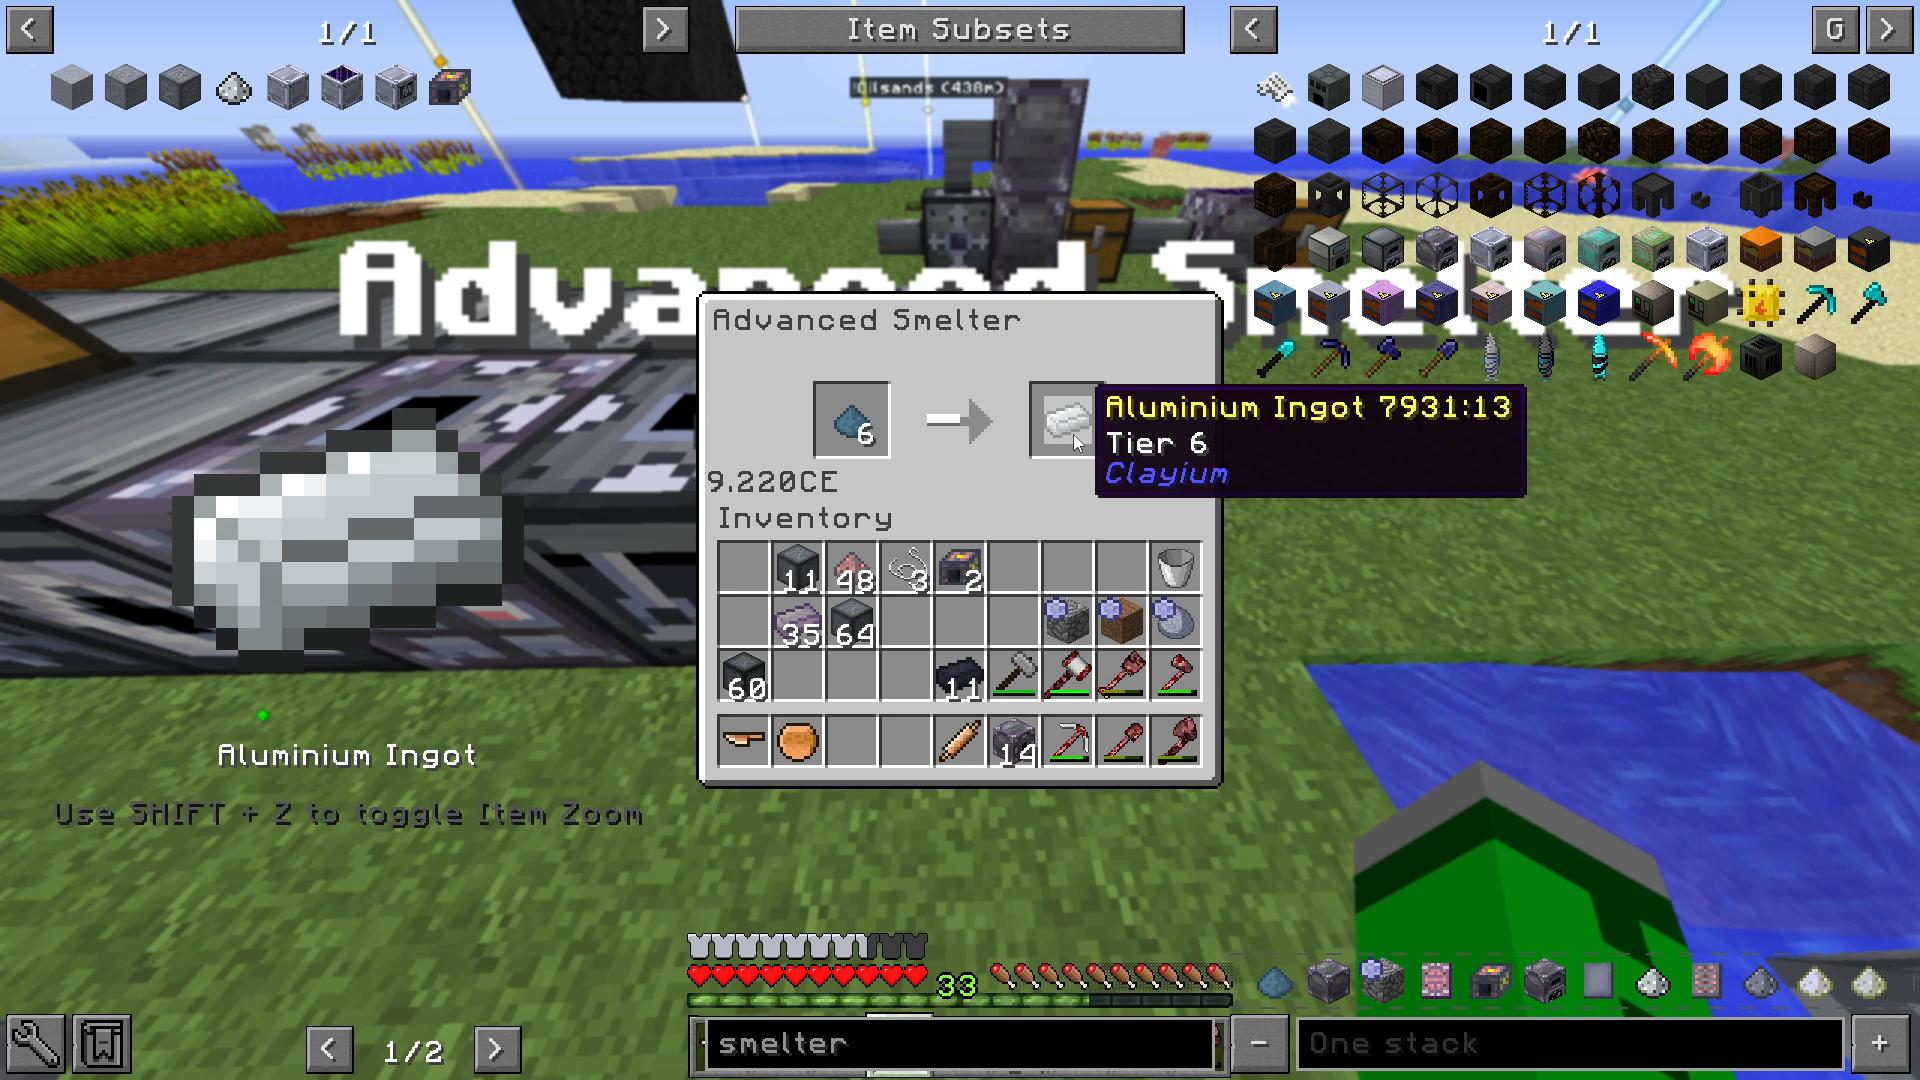 <
1/1
>
Item Subsets
<
1/1
G
>
Oilsands (438m)
Advanced Smelter
Advanced Smelter
6
Aluminium Ingot 7931:13
Tier 6
Clayium
9.220CE
Inventory
11
48
3
2
35
64
60
11
14
Aluminium Ingot
Use SHIFT + Z to toggle Item Zoom
33
<
1/2
>
smelter
-
One stack
+